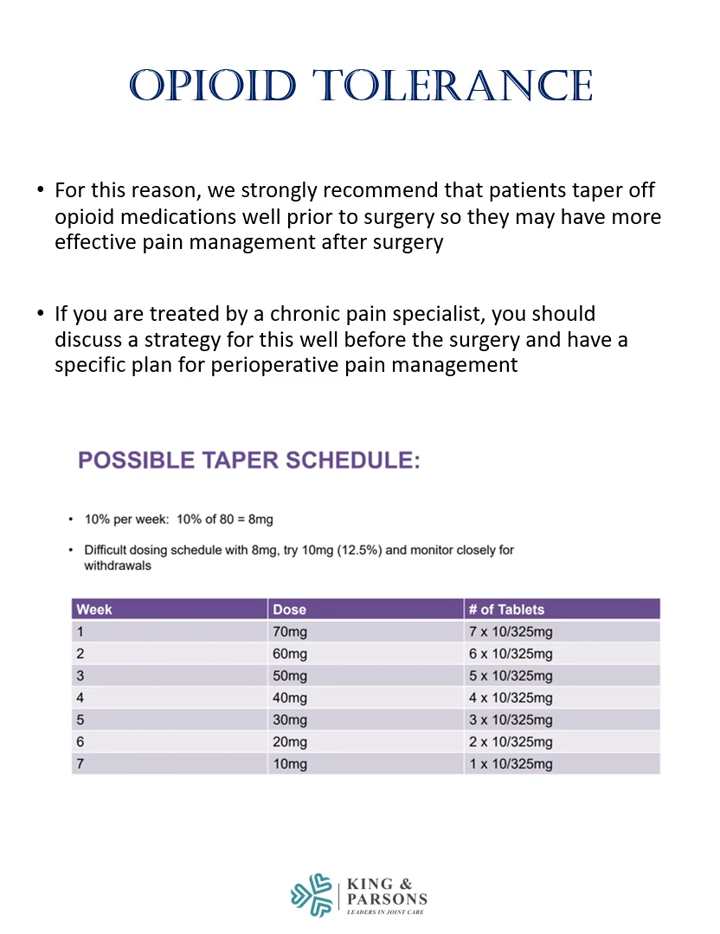 OPIOID TOLERANCE
• For this reason, we strongly recommend that patients taper off
opioid medications well prior to surgery so they may have more
effective pain management after surgery
• If you are treated by a chronic pain specialist, you should
discuss a strategy for this well before the surgery and have a
specific plan for perioperative pain management
POSSIBLE TAPER SCHEDULE:
• 10% per week:  10% of 80 = 8mg
• Difficult dosing schedule with 8mg, try 10mg (12.5%) and monitor closely for
withdrawals
Week Dose # of Tablets
1 70mg 7 x 10/325mg
2 60mg 6 x 10/325mg
3 50mg 5 x 10/325mg
4 40mg 4 x 10/325mg
5 30mg 3 x 10/325mg
6 20mg 2 x 10/325mg
7 10mg 1 x 10/325mg
KING &
PARSONS
LEADERS IN JOINT CARE